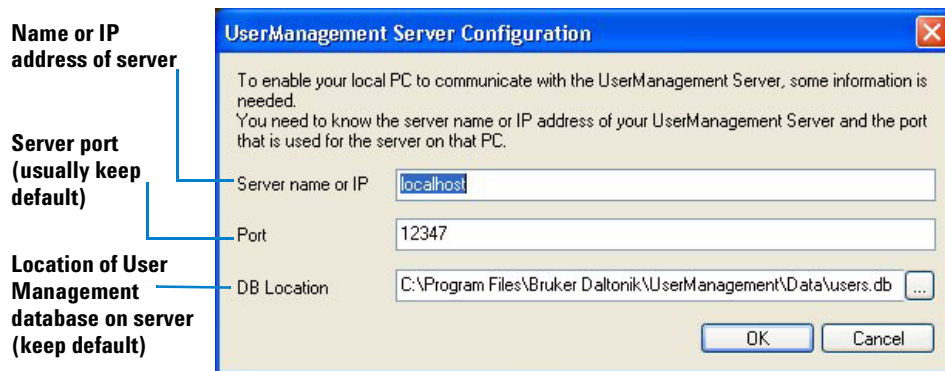 Name or IP
address of server
Server port
(usually keep
default)
Location of User
Management
database on server
(keep default)
UserManagement Server Configuration
To enable your local PC to communicate with the UserManagement Server, some information is
needed.
You need to know the server name or IP address of your UserManagement Server and the port
that is used for the server on that PC.
Server name or IP
localhost
Port
12347
DB Location
C:\Program Files\Bruker Daltonik\UserManagement\Data\users.db
...
OK
Cancel